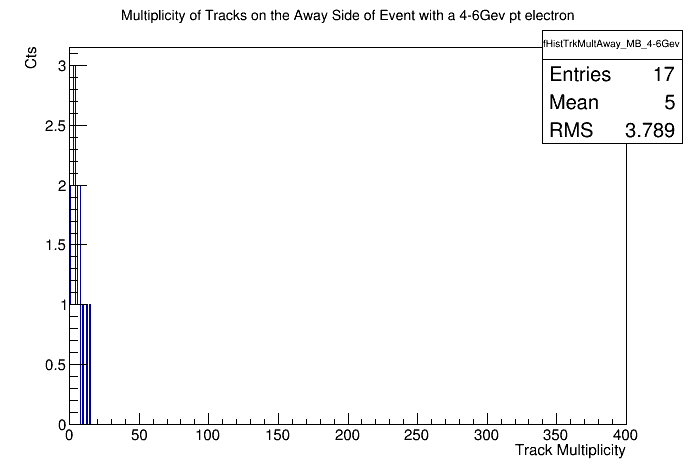 Multiplicity of Tracks on the Away Side of Event with a 4-6Gev pt electron
fHistTrkMultAway_MB_4-6Gev
Entries 17
Mean 5
RMS 3.789
Cts
3
2.5
2
1.5
1
0.5
0
0 50 100 150 200 250 300 350 400
Track Multiplicity